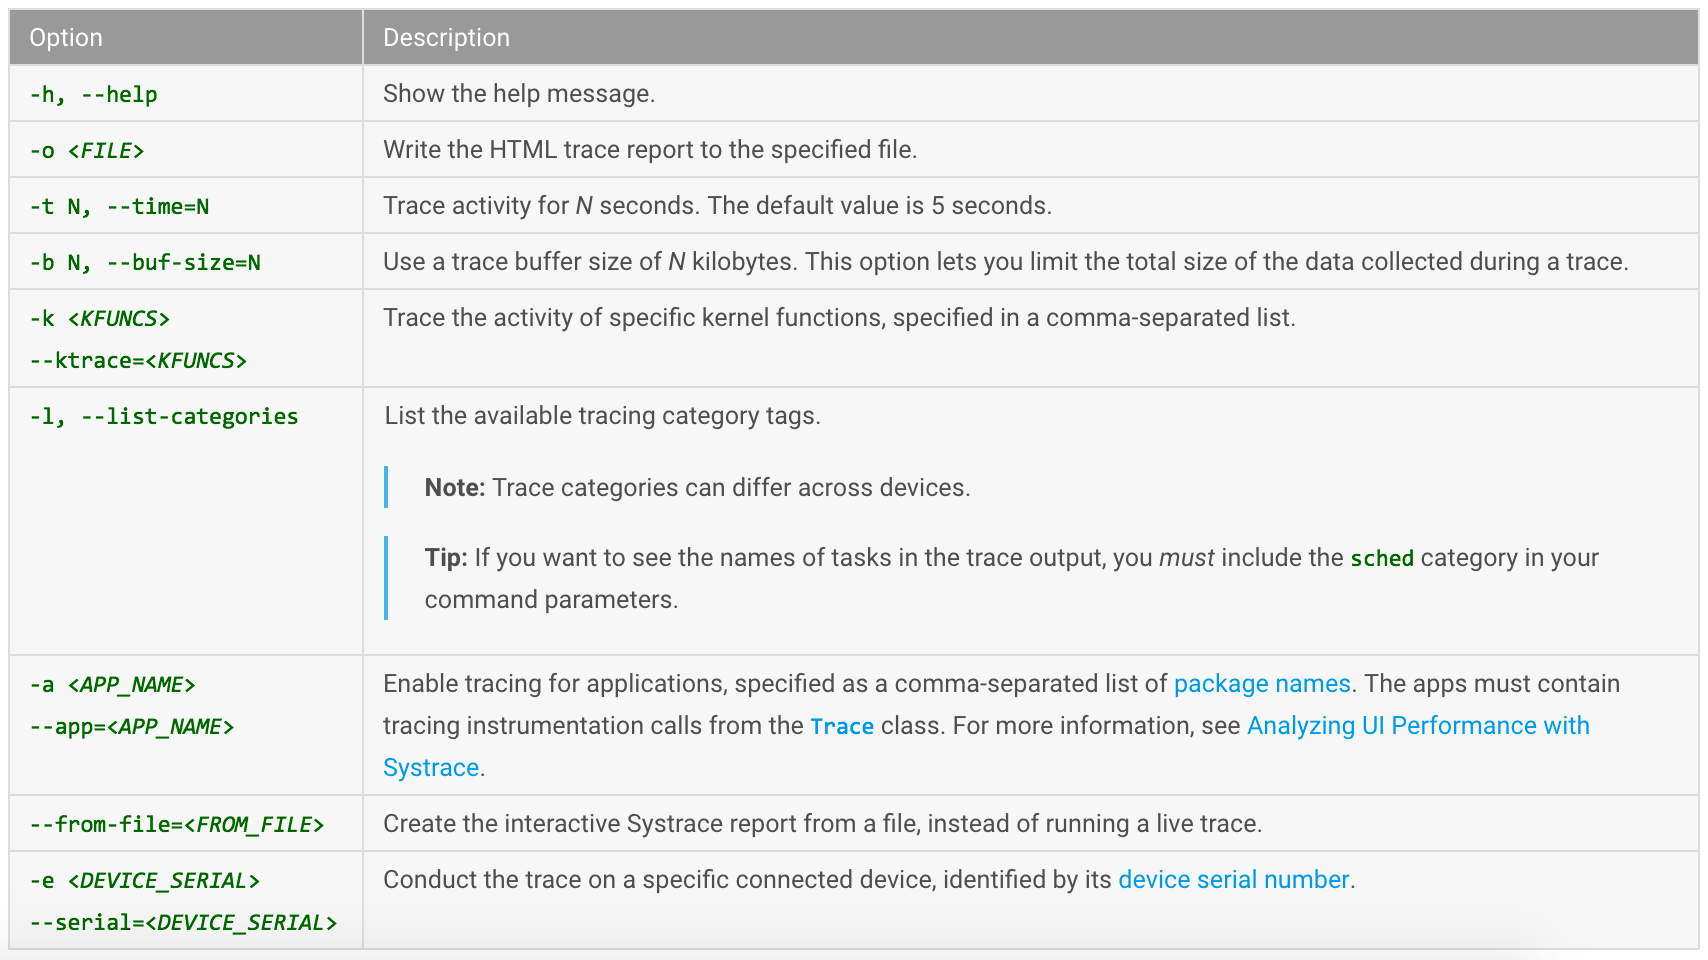 Option Description
-h, --help Show the help message.
-o <FILE> Write the HTML trace report to the specified file.
-t N, --time=N Trace activity for N seconds. The default value is 5 seconds.
-b N, --buf-size=N Use a trace buffer size of N kilobytes. This option lets you limit the total size of the data collected during a trace.
-k <KFUNCS> Trace the activity of specific kernel functions, specified in a comma-separated list.
--ktrace=<KFUNCS>
-l, --list-categories List the available tracing category tags.
Note: Trace categories can differ across devices.
Tip: If you want to see the names of tasks in the trace output, you must include the sched category in your
command parameters.
-a <APP_NAME> Enable tracing for applications, specified as a comma-separated list of package names. The apps must contain
--app=<APP_NAME> tracing instrumentation calls from the Trace class. For more information, see Analyzing UI Performance with
Systrace.
--from-file=<FROM_FILE> Create the interactive Systrace report from a file, instead of running a live trace.
-e <DEVICE_SERIAL> Conduct the trace on a specific connected device, identified by its device serial number.
--serial=<DEVICE_SERIAL>